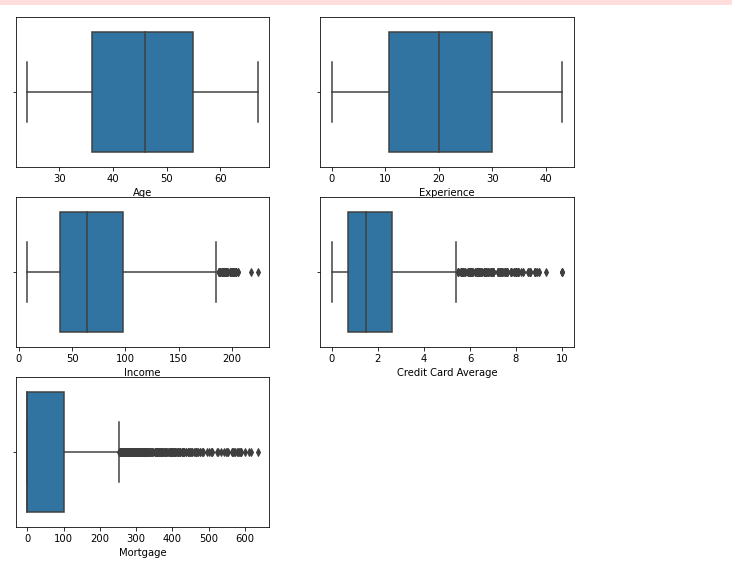 30 40 50 60
Age
0 10 20 30 40
Experience
0 50 100 150 200
Income
0 2 4 6 8 10
Credit Card Average
0 100 200 300 400 500 600
Mortgage